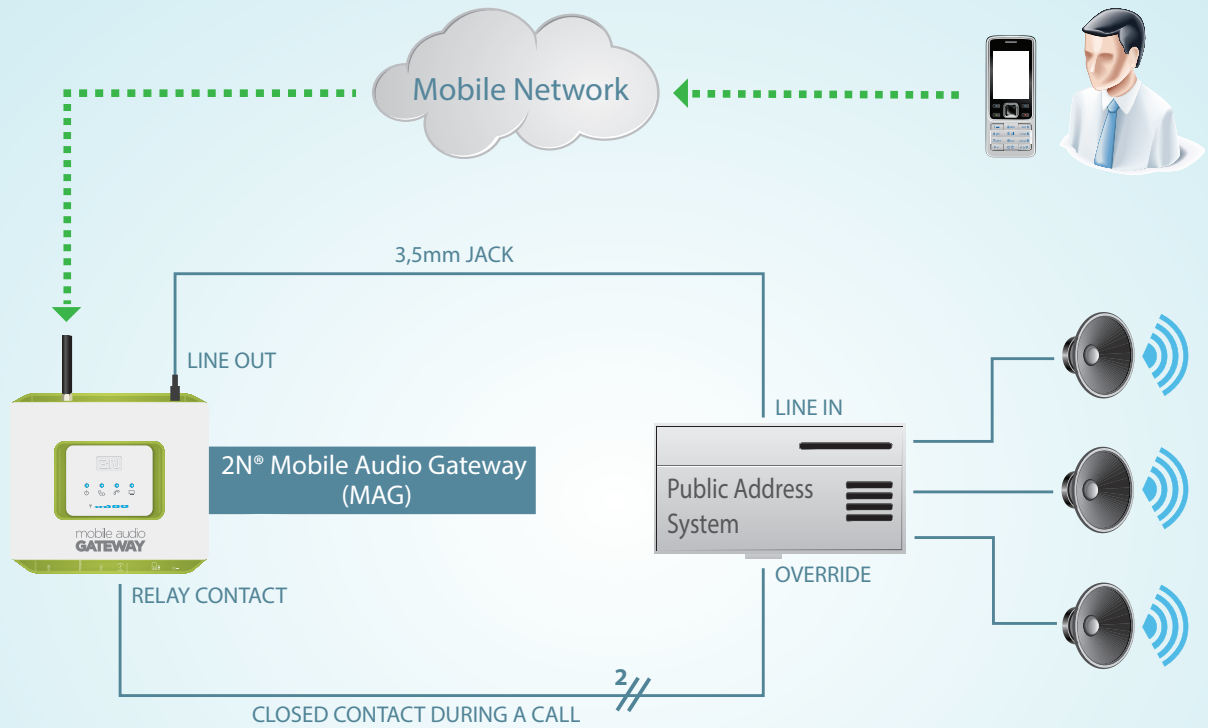 Mobile Network
3,5mm JACK
LINE OUT
LINE IN
2N® Mobile Audio Gateway
(MAG)
Public Address
System
2N
mobile audio
GATEWAY
OVERRIDE
RELAY CONTACT
2
CLOSED CONTACT DURING A CALL